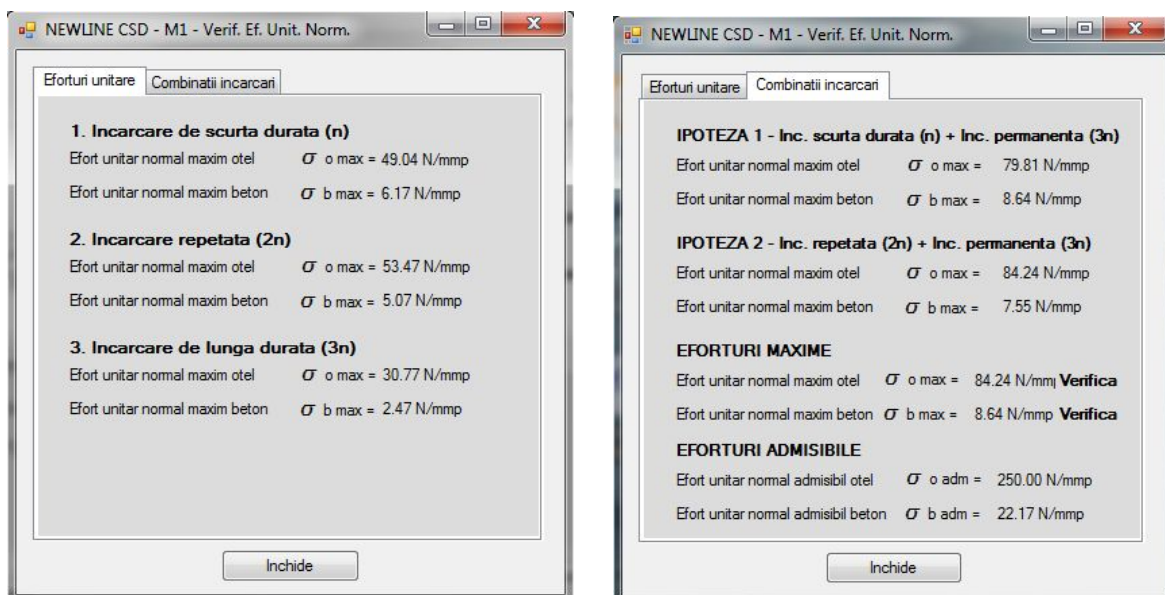 NEWLINE CSD - M1 - Verif. Ef. Unit. Norm.
Eforturi unitare Combinatii incarcari
1. Incarcare de scurta durata (n)
Efort unitar normal maxim otel σ o max = 49.04 N/mmp
Efort unitar normal maxim beton σ b max = 6.17 N/mmp
2. Incarcare repetata (2n)
Efort unitar normal maxim otel σ o max = 53.47 N/mmp
Efort unitar normal maxim beton σ b max = 5.07 N/mmp
3. Incarcare de lunga durata (3n)
Efort unitar normal maxim otel σ o max = 30.77 N/mmp
Efort unitar normal maxim beton σ b max = 2.47 N/mmp
Inchide
NEWLINE CSD - M1 - Verif. Ef. Unit. Norm.
Eforturi unitare Combinatii incarcari
IPOTEZA 1 - Inc. scurta durata (n) + Inc. permanenta (3n)
Efort unitar normal maxim otel σ o max = 79.81 N/mmp
Efort unitar normal maxim beton σ b max = 8.64 N/mmp
IPOTEZA 2 - Inc. repetata (2n) + Inc. permanenta (3n)
Efort unitar normal maxim otel σ o max = 84.24 N/mmp
Efort unitar normal maxim beton σ b max = 7.55 N/mmp
EFORTURI MAXIME
Efort unitar normal maxim otel σ o max = 84.24 N/mmp Verifica
Efort unitar normal maxim beton σ b max = 8.64 N/mmp Verifica
EFORTURI ADMISIBILE
Efort unitar normal admisibil otel σ o adm = 250.00 N/mmp
Efort unitar normal admisibil beton σ b adm = 22.17 N/mmp
Inchide